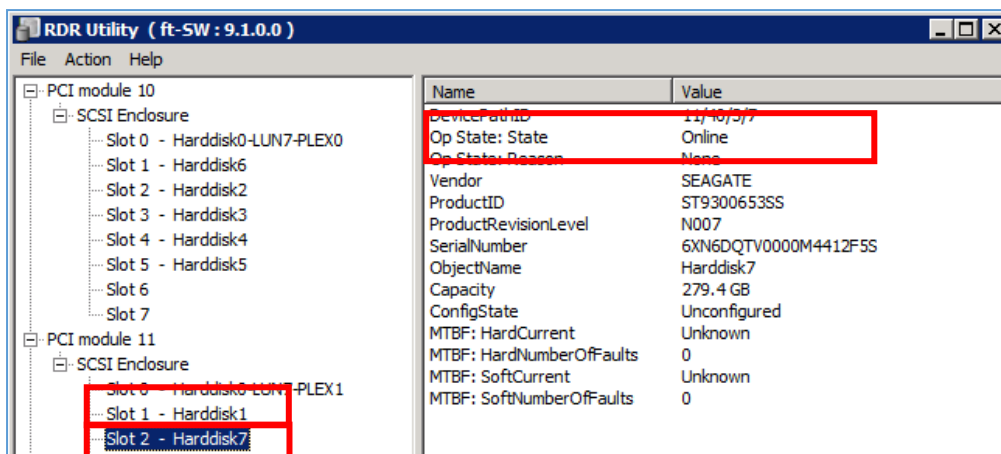 RDR Utility ( ft-SW : 9.1.0.0 )
File Action Help
PCI module 10
SCSI Enclosure
Slot 0 - Harddisk0-LUN7-PLEX0
Slot 1 - Harddisk6
Slot 2 - Harddisk2
Slot 3 - Harddisk3
Slot 4 - Harddisk4
Slot 5 - Harddisk5
Slot 6
Slot 7
PCI module 11
SCSI Enclosure
Slot 0 - Harddisk0-LUN7-PLEX1
Slot 1 - Harddisk1
Slot 2 - Harddisk7
Name Value
DevicePathID 11/40/3/7
Op State: State Online
Op State: Reason None
Vendor SEAGATE
ProductID ST9300653SS
ProductRevisionLevel N007
SerialNumber 6XN6DQTV0000M4412F5S
ObjectName Harddisk7
Capacity 279.4 GB
ConfigState Unconfigured
MTBF: HardCurrent Unknown
MTBF: HardNumberOfFaults 0
MTBF: SoftCurrent Unknown
MTBF: SoftNumberOfFaults 0